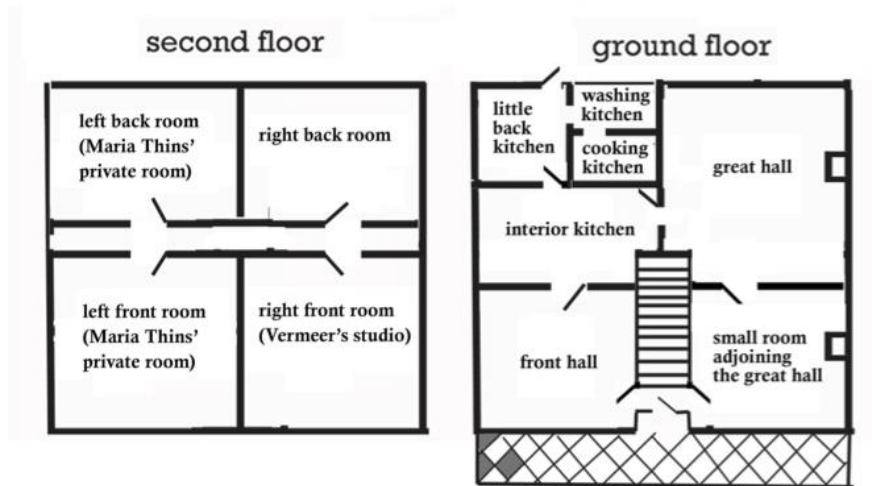 second floor
left back room
(Maria Thins'
private room)
right back room
left front room
(Maria Thins'
private room)
right front room
(Vermeer's studio)
ground floor
little
back
kitchen
washing
kitchen
cooking
kitchen
great hall
interior kitchen
front hall
small room
adjoining
the great hall